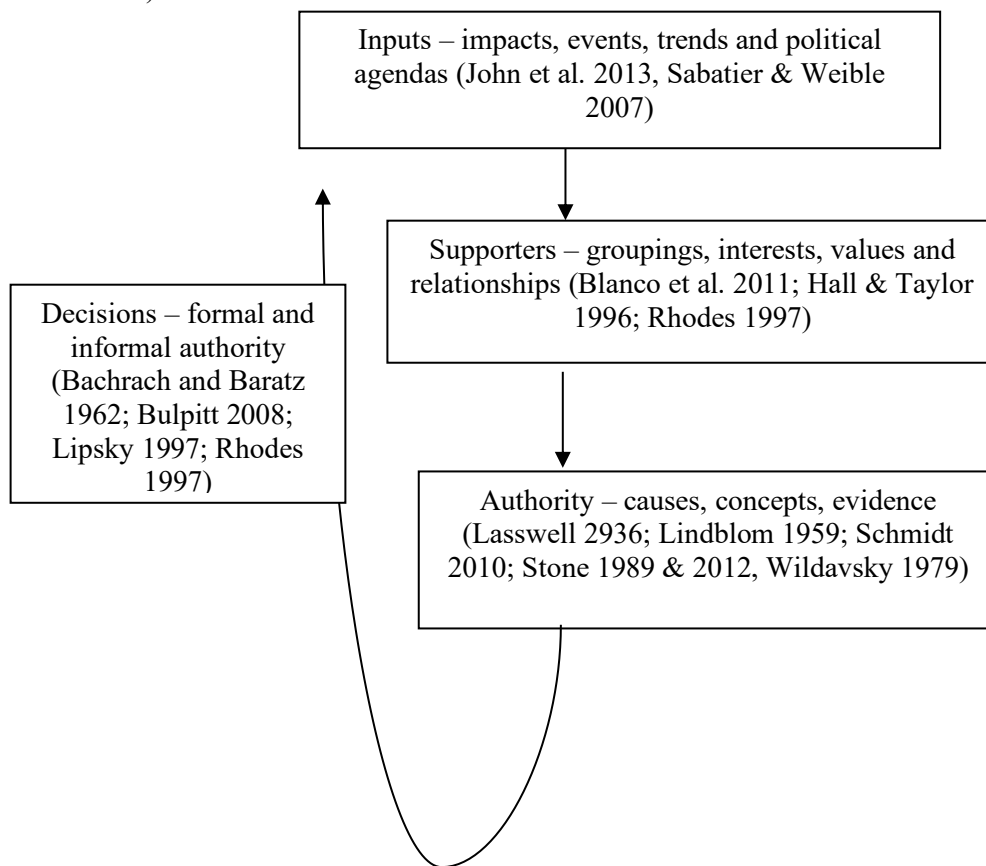 Inputs – impacts, events, trends and political
agendas (John et al. 2013, Sabatier & Weible
2007)
Supporters – groupings, interests, values and
relationships (Blanco et al. 2011; Hall & Taylor
1996; Rhodes 1997)
Decisions – formal and
informal authority
(Bachrach and Baratz
1962; Bulpitt 2008;
Lipsky 1997; Rhodes
1997)
Authority – causes, concepts, evidence
(Lasswell 2936; Lindblom 1959; Schmidt
2010; Stone 1989 & 2012, Wildavsky 1979)